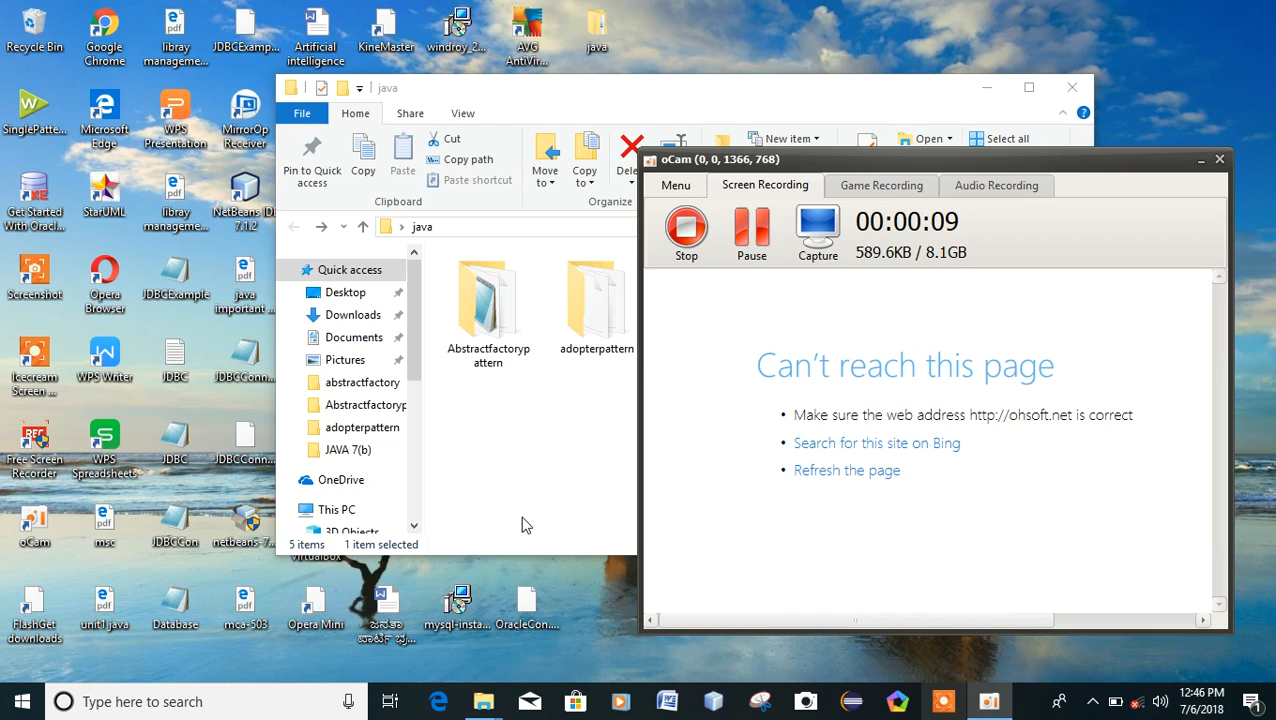 Recycle Bin
Google
Chrome
libray
manageme...
JDBCExamp...
Artificial
intelligence
KineMaster
windroy_2...
AVG
AntiVir...
java
SinglePatte...
Microsoft
Edge
WPS
Presentation
MirrorOp
Receiver
Get Started
With Oracl...
StarUML
libray
manageme...
NetBeans ID
7.1.2
Screenshot
Opera
Browser
JDBCExample
java
important ...
Icecream
Screen ...
WPS Writer
JDBC
JDBCConn...
Free Screen
Recorder
WPS
Spreadsheets
JDBC
JDBCConn...
oCam
msc
JDBCCon
netbeans-7...
FlashGet
downloads
unit1 java
Database
mca-503
Opera Mini
ಜನತಾ
mysql-insta...
OracleCon...
java
File
Home
Share
View
Pin to Quick
access
Copy
Paste
Cut
Copy path
Paste shortcut
Clipboard
Move
to
Copy
to
Dele
Organize
New item
Open
Select all
java
Quick access
Desktop
Downloads
Documents
Pictures
abstractfactory
Abstractfactoryp
adopterpattern
JAVA 7(b)
OneDrive
This PC
3D Objects
Abstractfactoryp
attern
adopterpattern
5 items
1 item selected
oCam (0, 0, 1366, 768)
Menu
Screen Recording
Game Recording
Audio Recording
Stop
Pause
Capture
00:00:09
589.6KB / 8.1GB
Can't reach this page
• Make sure the web address http://ohsoft.net is correct
• Search for this site on Bing
• Refresh the page
Type here to search
12:46 PM
7/6/2018